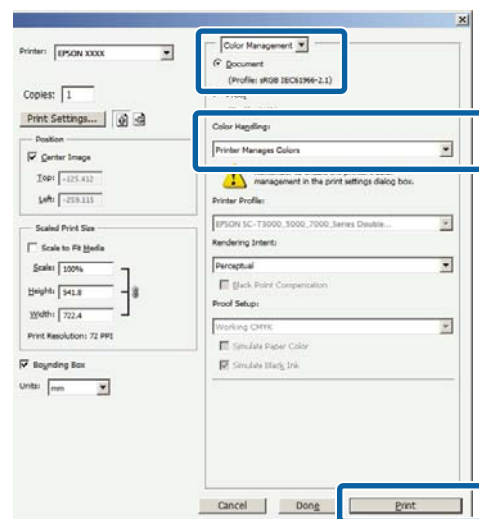 Printer: EPSON XXXX
Copies: 1
Print Settings...
Position
Center Image
Top: -125.412
Left: -259.115
Scaled Print Size
Scale to Fit Media
Scale: 100%
Height: 541.8
Width: 722.4
Print Resolution: 72 PPI
Bounding Box
Units: mm
Color Management
Document
(Profile: sRGB IEC61966-2.1)
Color Handling:
Printer Manages Colors
management in the print settings dialog box.
Printer Profile:
EPSON SC-T3000_5000_7000_Series Double...
Rendering Intent:
Perceptual
Black Point Compensation
Proof Setup:
Working CMYK
Simulate Paper Color
Simulate Black Ink
Cancel
Done
Print